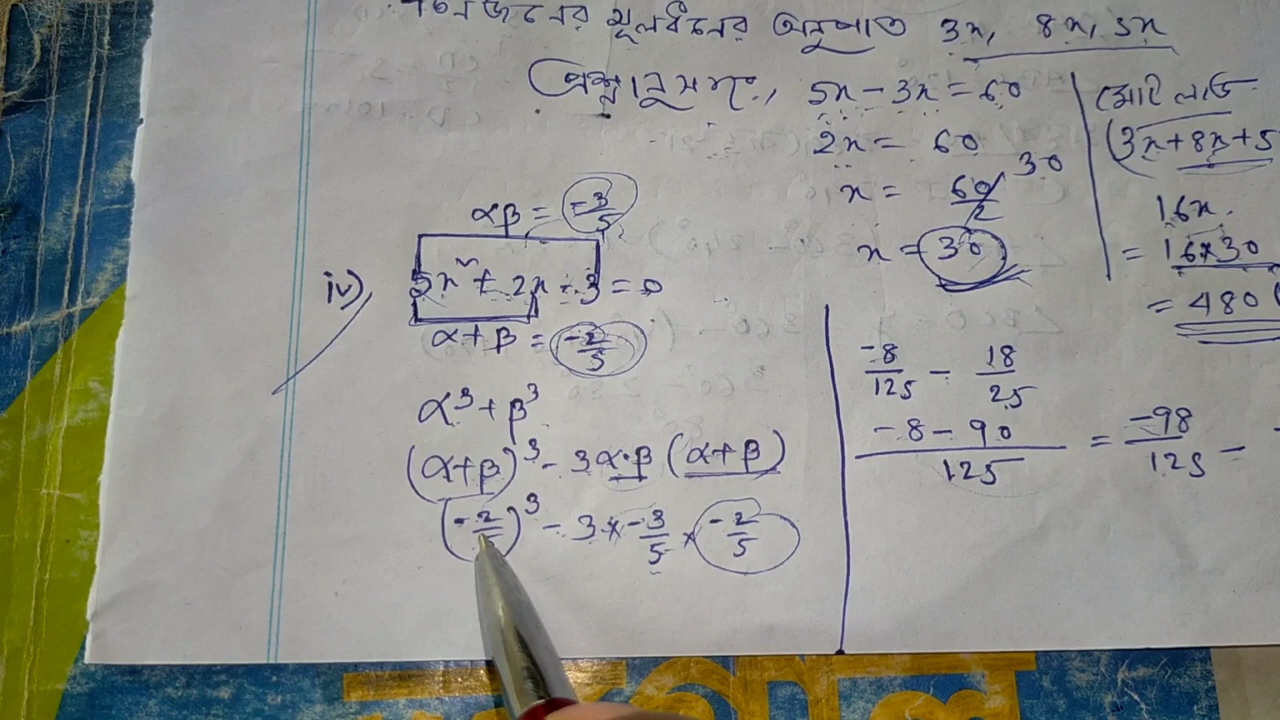 মূলধনের অনুপাত 3x, 8x, 5x
প্রশ্নানুসারে, 5x - 3x = 60
2x = 60
x = 60/2 30
x = 30
মোট লাভ
(3x+8x+5
16x.
= 16×30
= 480
αβ = -3/5
iv) 5x² + 2x - 3 = 0
α+β = -2/5
α³ + β³
(α+β)³ - 3α·β (α+β)
(-2/5)³ - 3 × -3/5 × -2/5
-8/125 - 18/25
-8-90/125 = -98/125 -